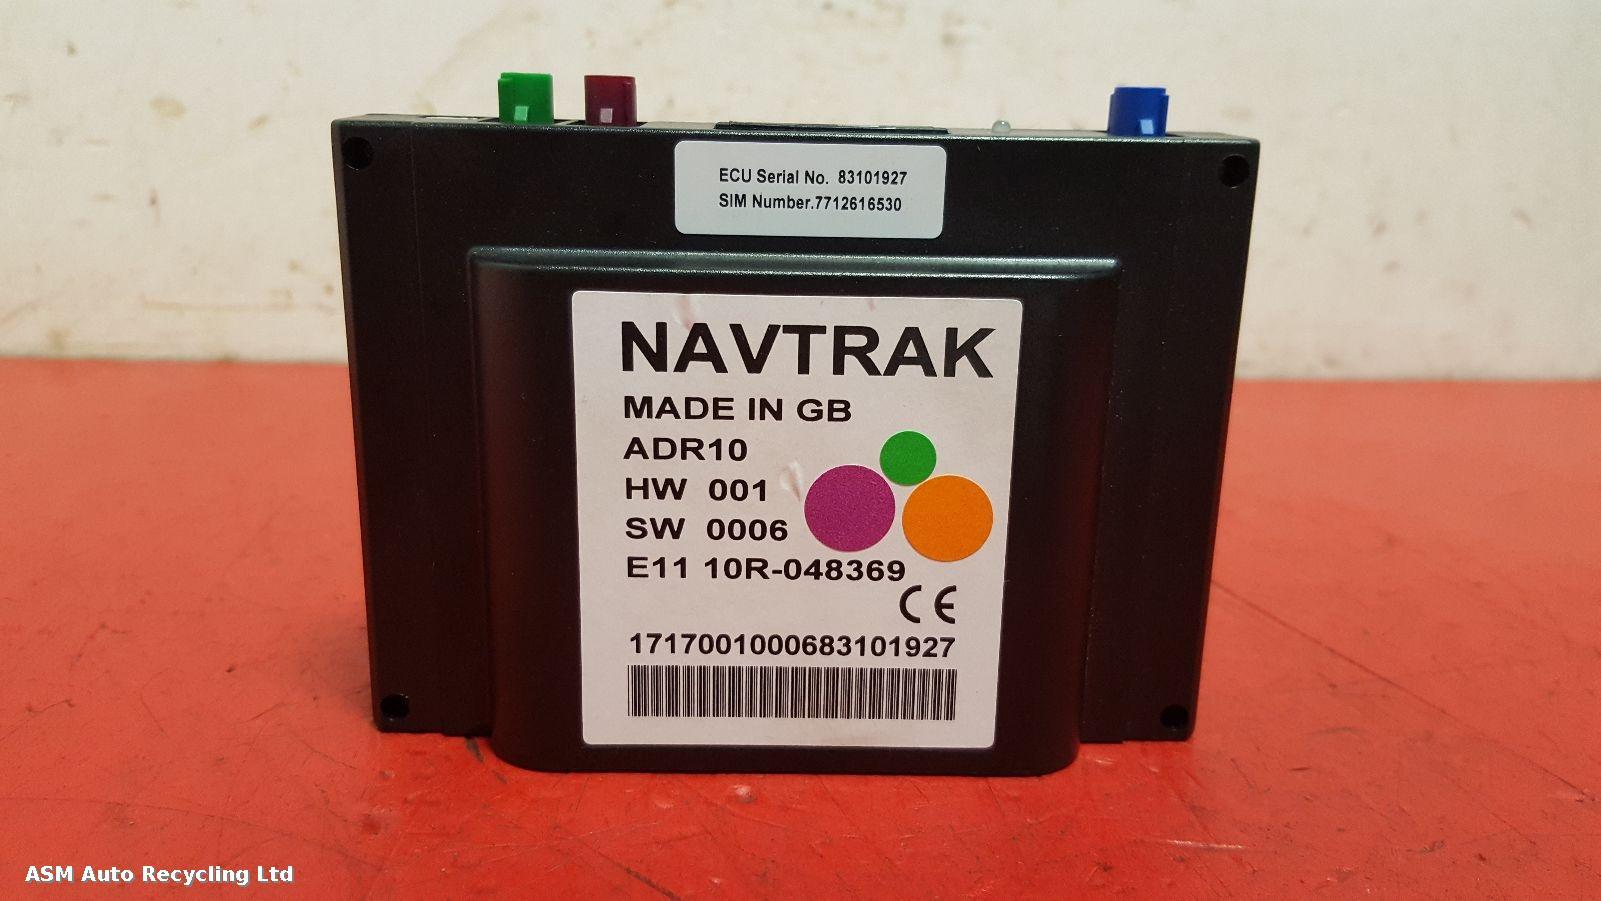 ECU Serial No. 83101927
SIM Number.7712616530
NAVTRAK
MADE IN GB
ADR10
HW 001
SW 0006
E11 10R-048369
CE
1717001000683101927
ASM Auto Recycling Ltd